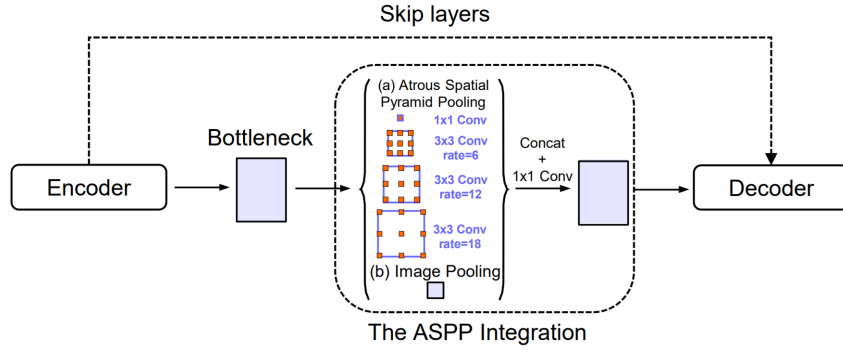 Skip layers
Encoder
Bottleneck
(a) Atrous Spatial
Pyramid Pooling
1x1 Conv
3x3 Conv
rate=6
3x3 Conv
rate=12
3x3 Conv
rate=18
(b) Image Pooling
Concat
+
1x1 Conv
Decoder
The ASPP Integration